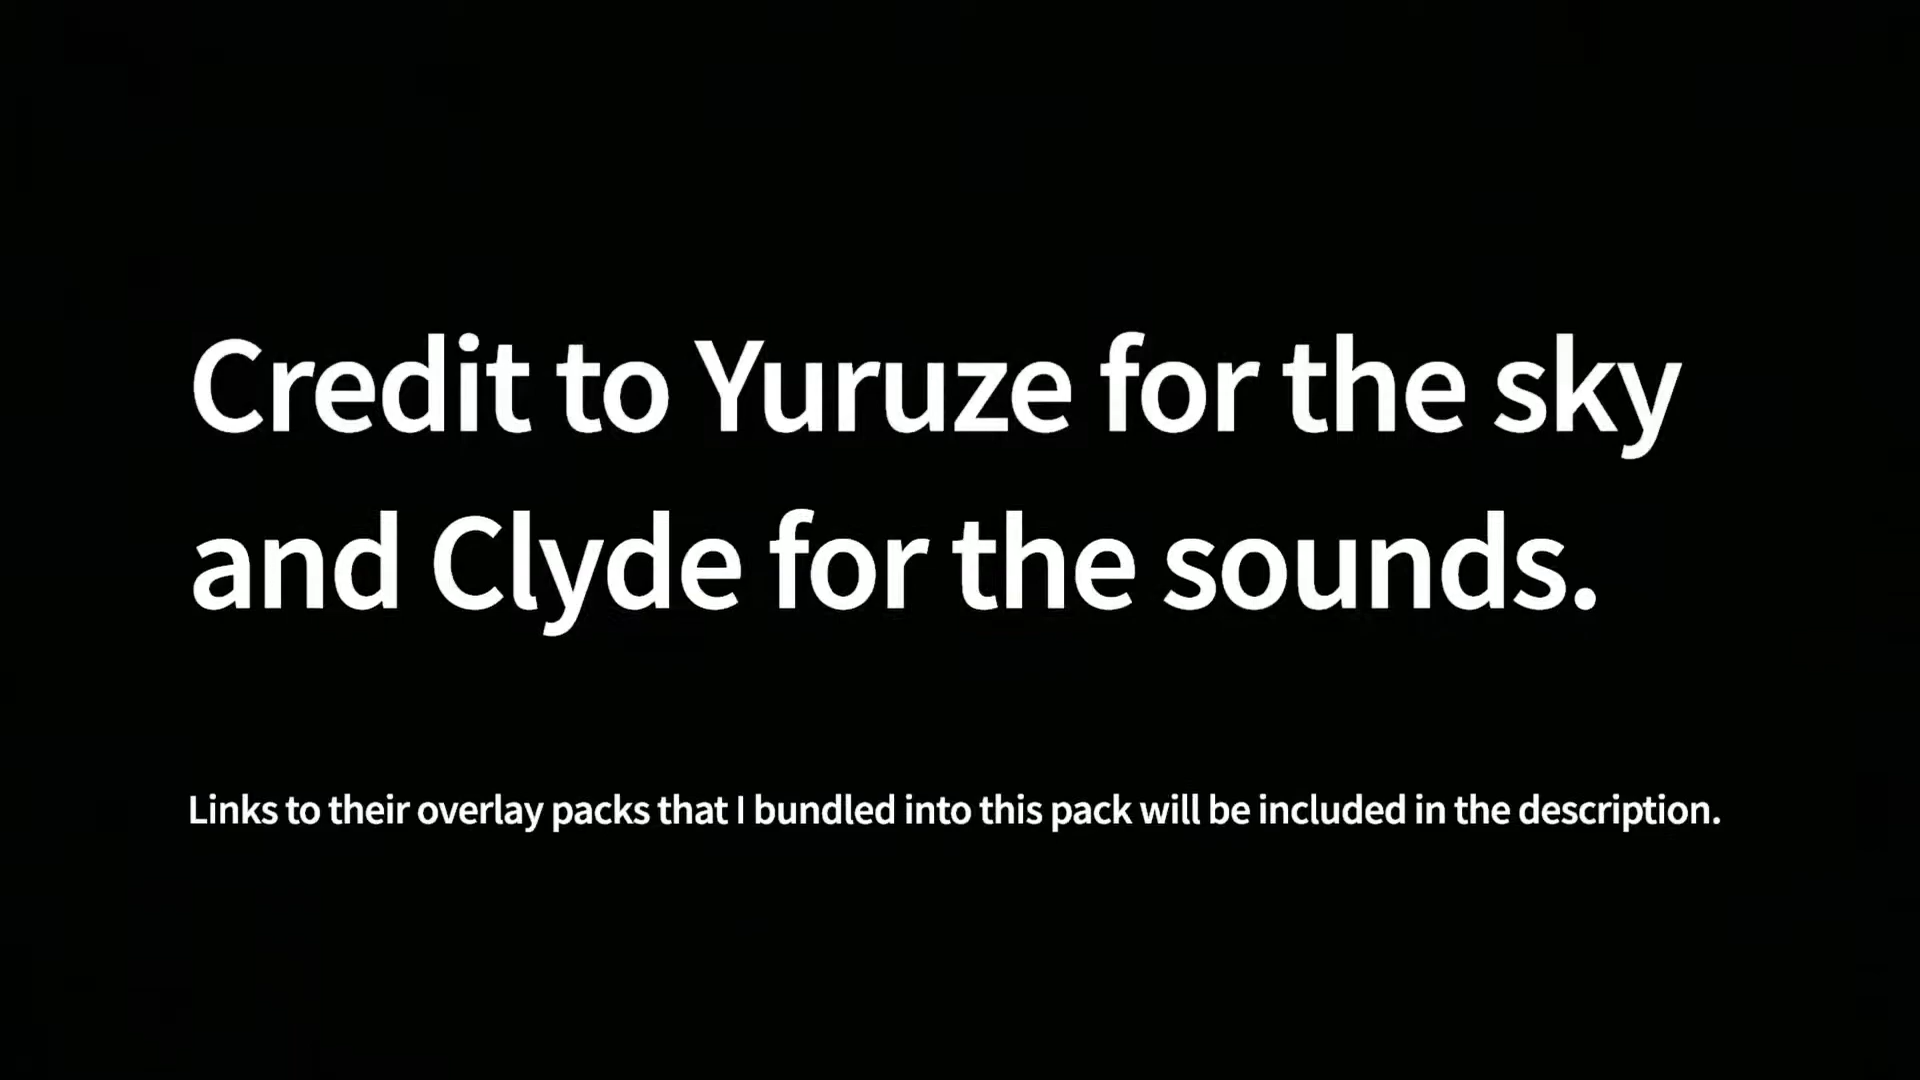 Credit to Yuruze for the sky
and Clyde for the sounds.
Links to their overlay packs that I bundled into this pack will be included in the description.